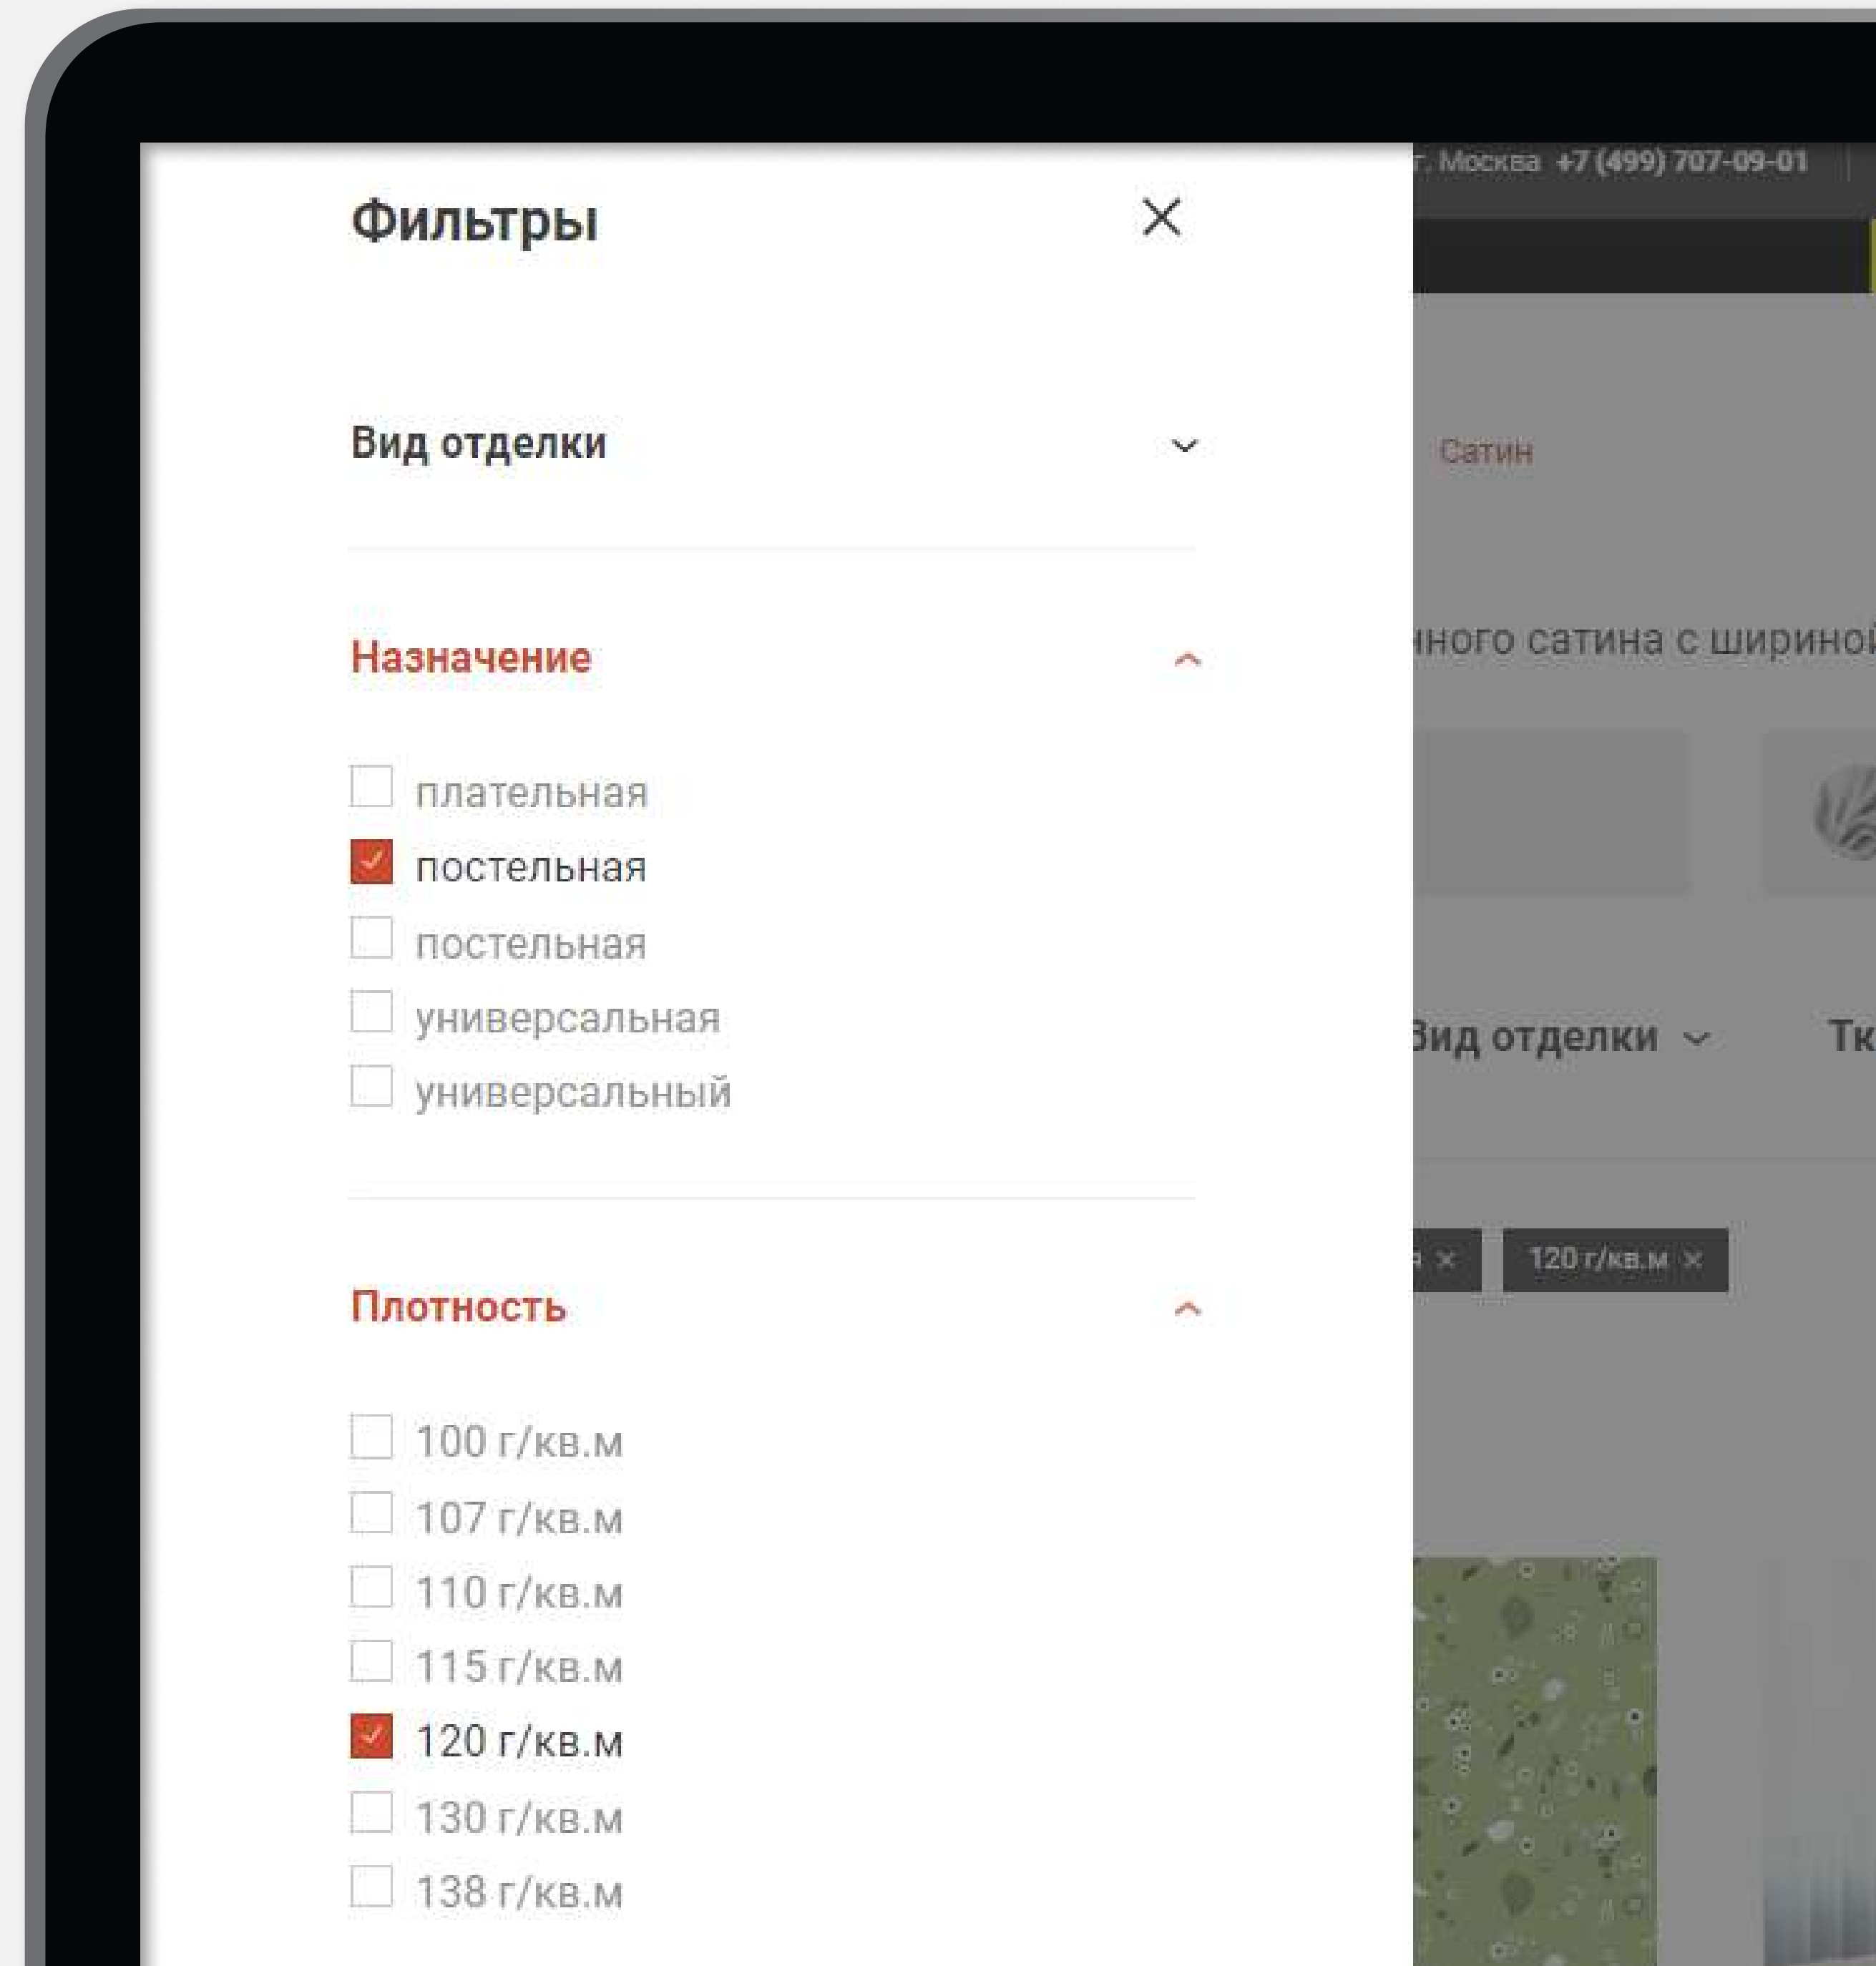 Фильтры
г. Москва +7 (499) 707-09-01
Вид отделки
Сатин
Назначение
сатина с шириной
плательная
постельная
постельная
универсальная
универсальный
Вид отделки
120 г/кв.м
Плотность
100 г/кв.м
107 г/кв.м
110 г/кв.м
115 г/кв.м
120 г/кв.м
130 г/кв.м
138 г/кв.м